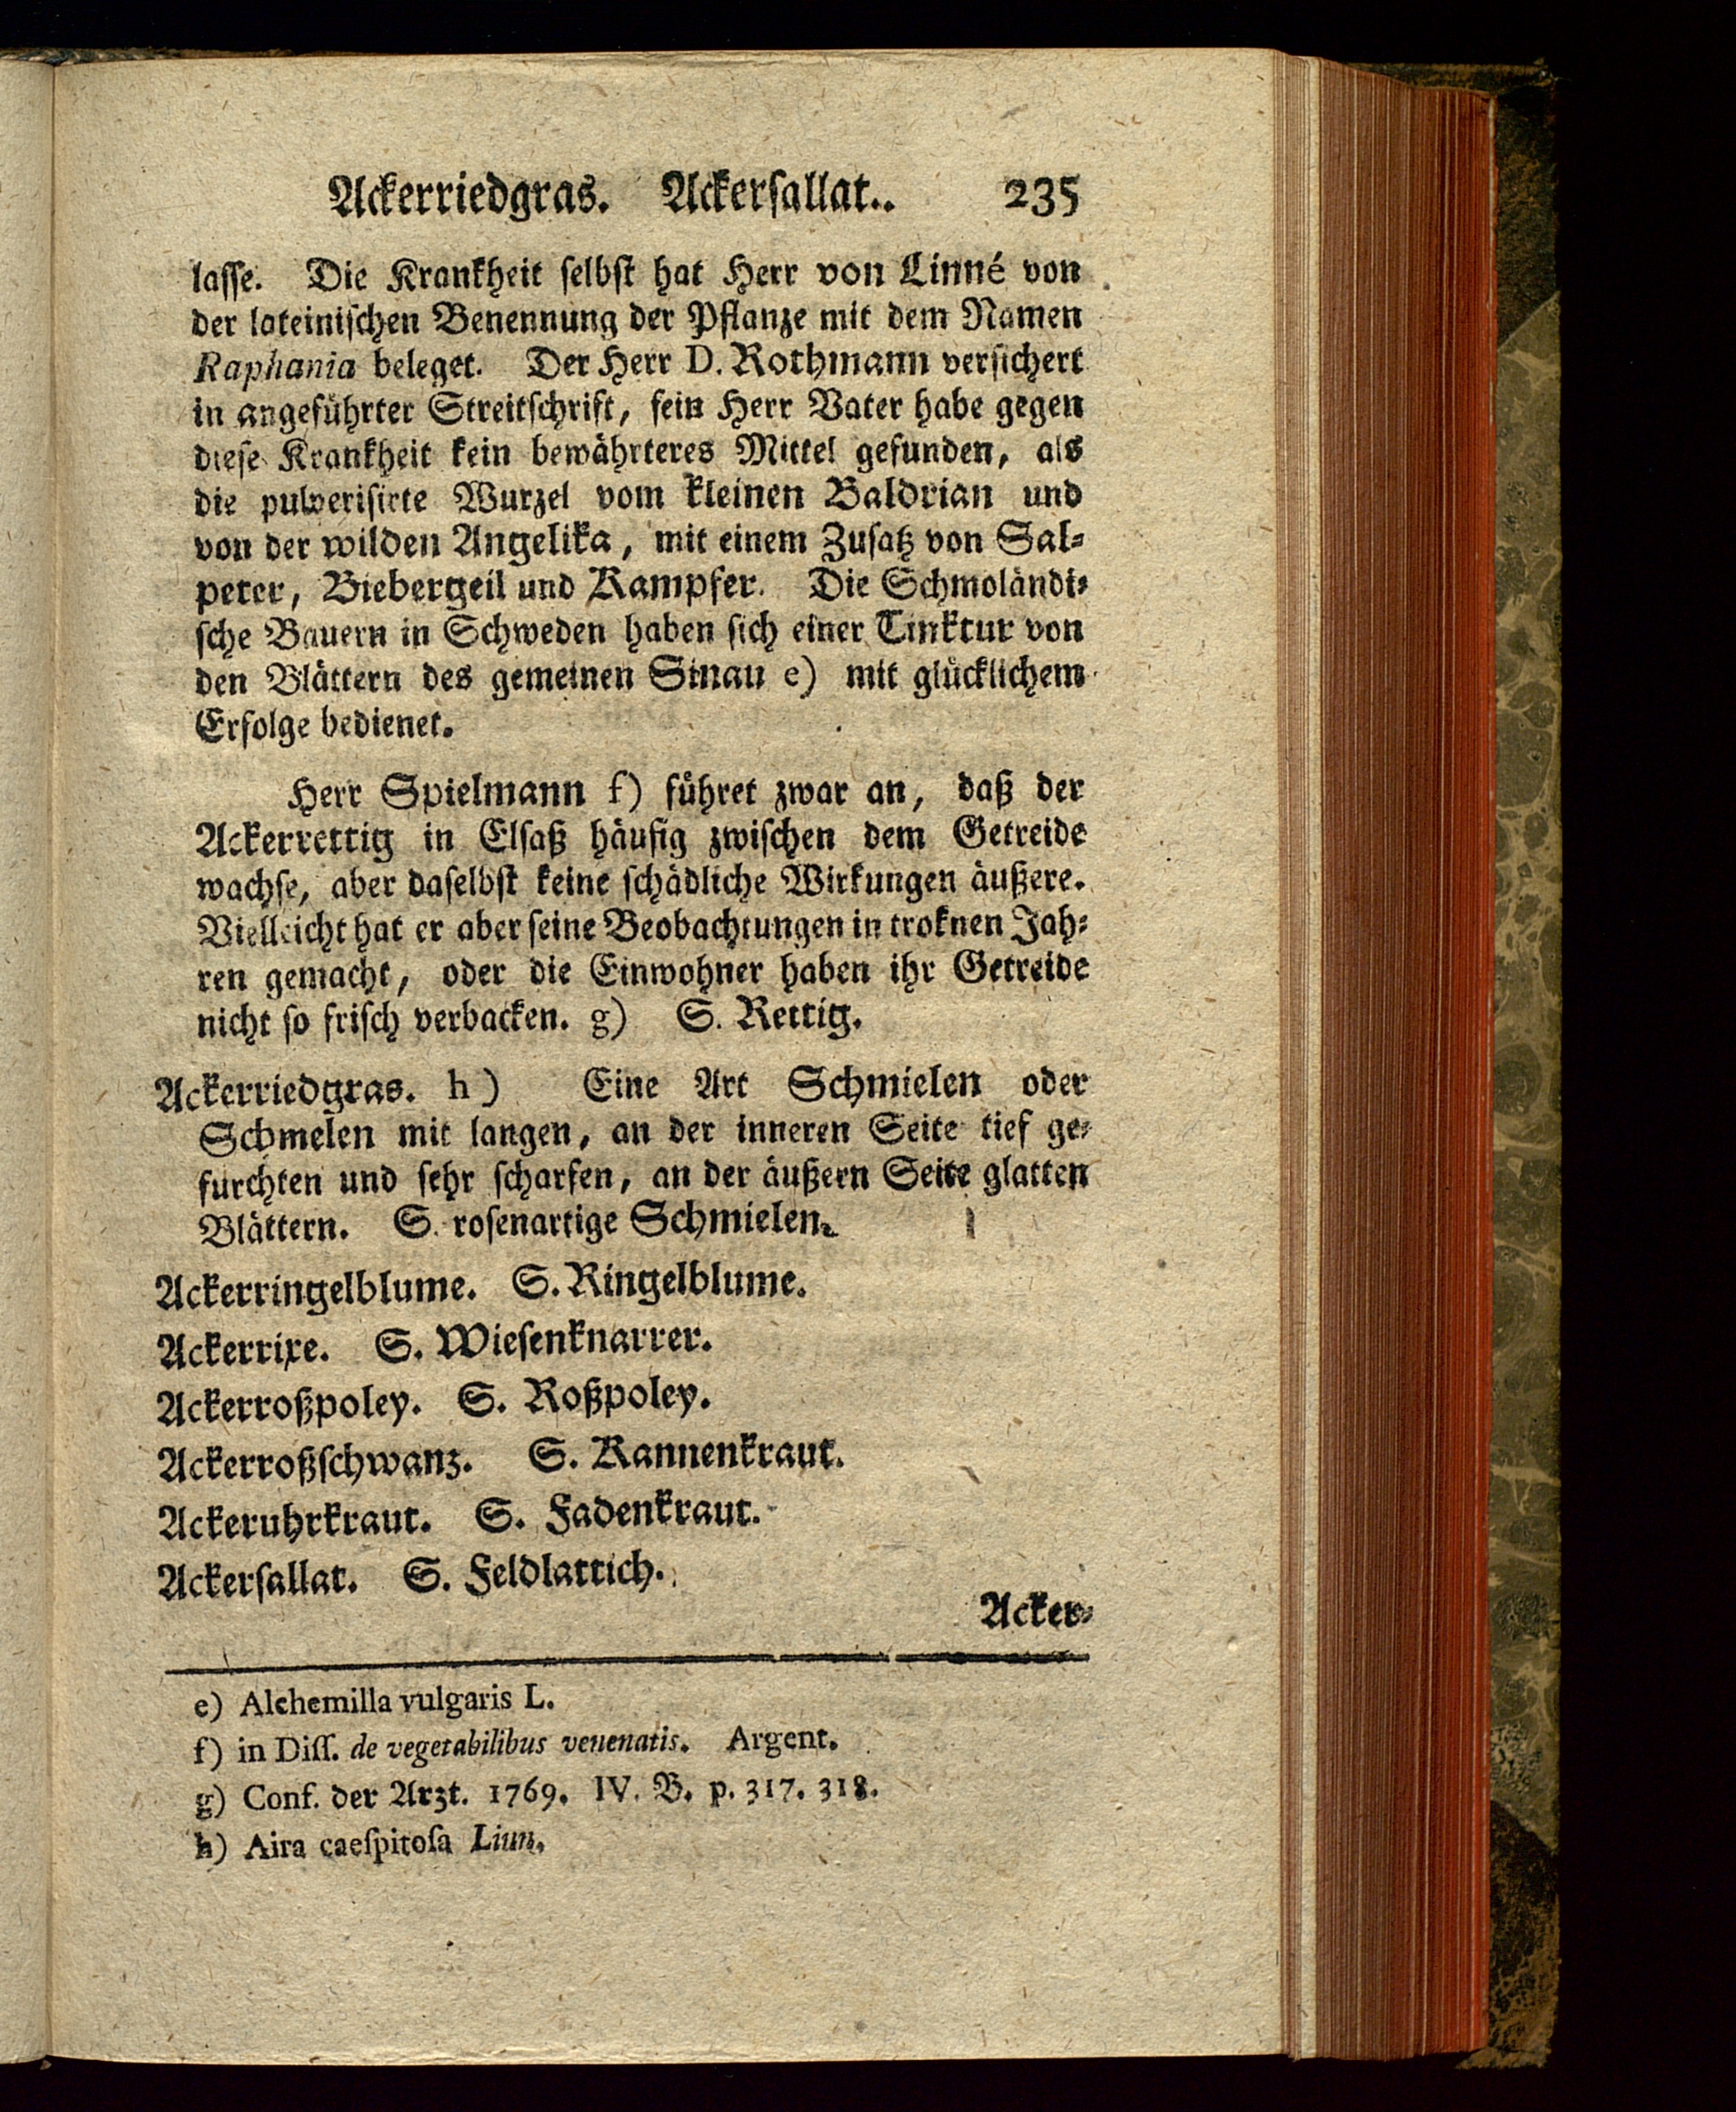 Ackerriedgras. Ackersallat.. 235
lasse. Die Krankheit selbst hat Herr von Linné von
der lateinischen Benennung der Pflanze mit dem Namen
Raphania beleget. Der Herr D. Rothmann versichert
in angeführter Streitschrift, sein Herr Vater habe gegen
diese Krankheit kein bewährteres Mittel gefunden, als
die pulverisirte Wurzel vom kleinen Baldrian und
von der wilden Angelika, mit einem Zusatz von Sal-
peter, Biebergeil und Kampfer. Die Schmoländi-
sche Bauern in Schweden haben sich einer Tinktur von
den Blättern des gemeinen Sinau e) mit glücklichem
Erfolge bedienet.
Herr Spielmann f) führet zwar an, daß der
Ackerrettig in Elsaß häufig zwischen dem Getreide
wachse, aber daselbst keine schädliche Wirkungen äußere.
Vielleicht hat er aber seine Beobachtungen in troknen Jah-
ren gemacht, oder die Einwohner haben ihr Getreide
nicht so frisch verbacken. g) S. Rettig.
Ackerriedgras. h) Eine Art Schmielen oder
Schmelen mit langen, an der inneren Seite tief ge-
furchten und sehr scharfen, an der äußern Seite glatten
Blättern. S. rosenartige Schmielen.
Ackerringelblume. S. Ringelblume.
Ackerrixe. S. Wiesenknarrer.
Ackerroßpoley. S. Roßpoley.
Ackerroßschwanz. S. Kannenkraut.
Ackeruhrkraut. S. Fadenkraut.
Ackersallat. S. Feldlattich.
Acker-
e) Alchemilla vulgaris L.
f) in Diſſ. de vegetabilibus venenatis. Argent.
g) Conf. der Arzt. 1769. IV. B. p. 317. 318.
h) Aira caeſpitoſa Linn.